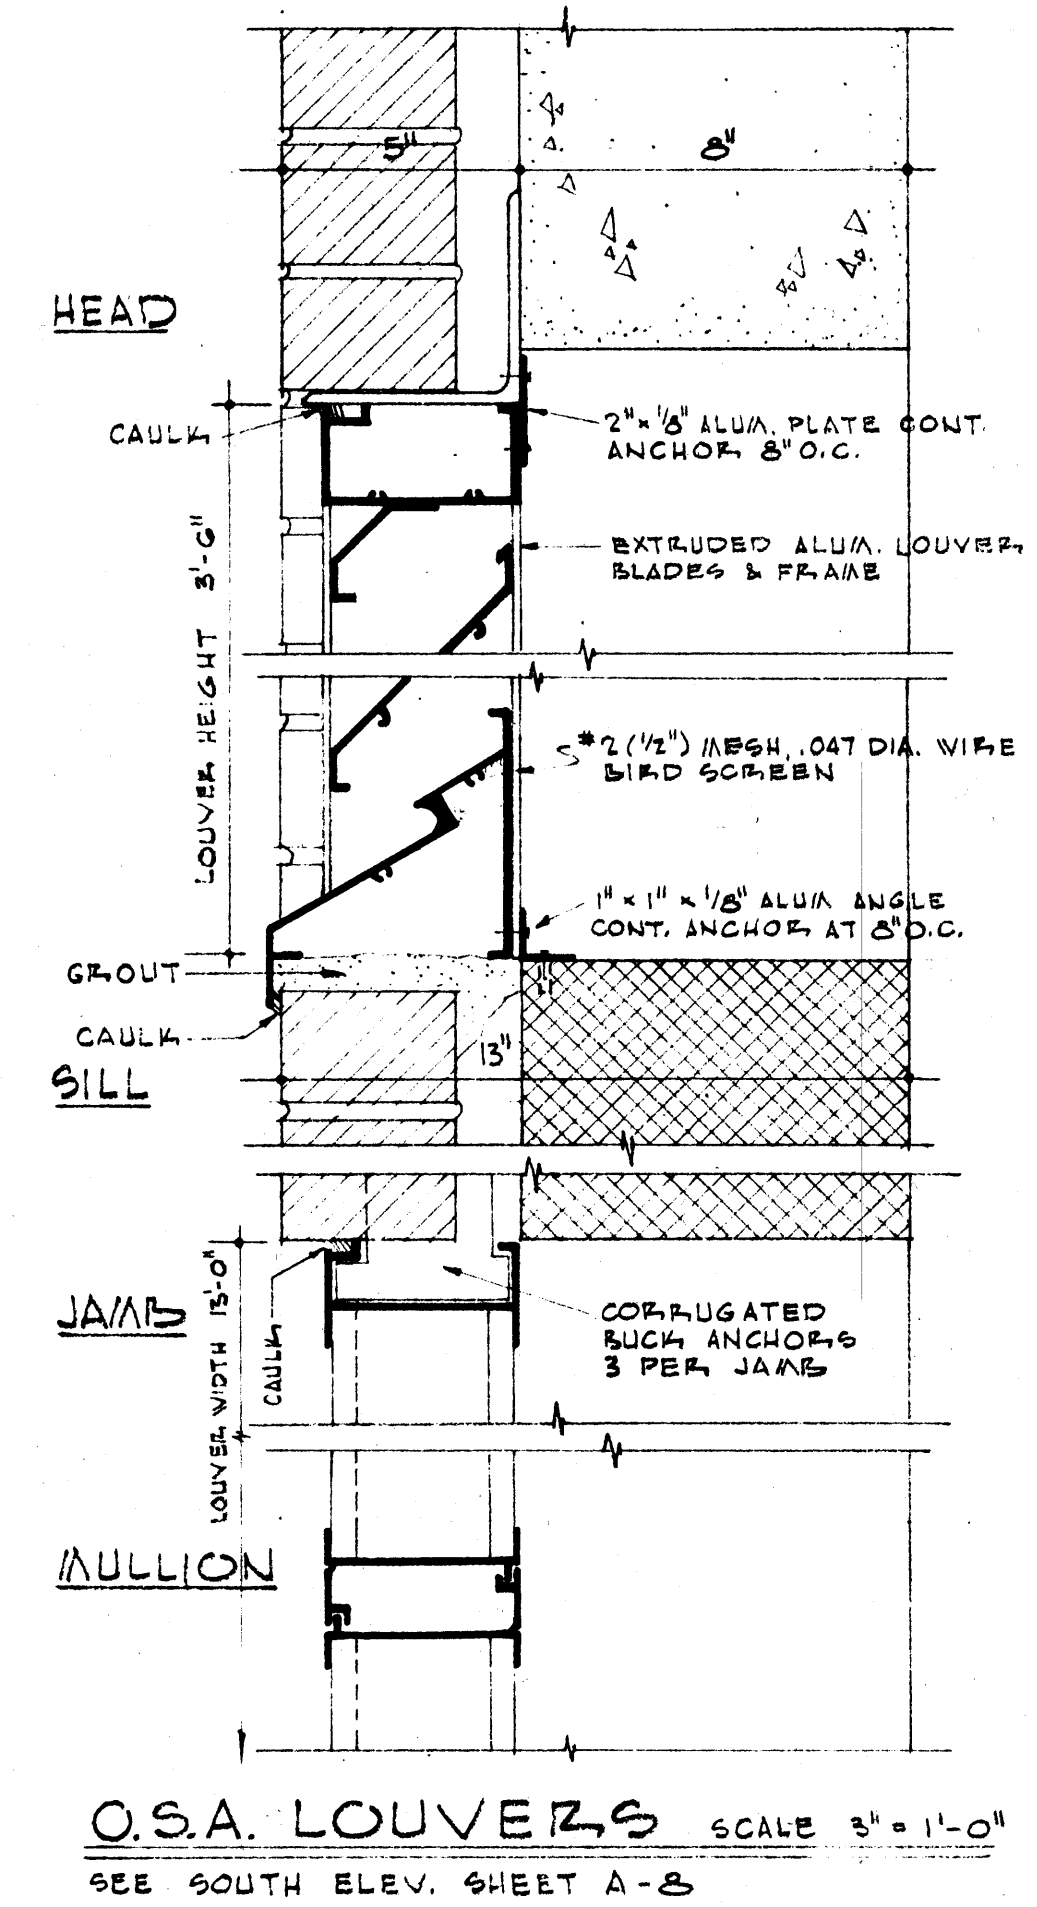 5" 8"
HEAD
CAULK
2" x 1/8" ALUM. PLATE CONT.
ANCHOR 8" O.C.
LOUVER HEIGHT 3'-6"
EXTRUDED ALUM. LOUVER
BLADES & FRAME
#2 (1/2") MESH, .047 DIA. WIRE
BIRD SCREEN
1" x 1" x 1/8" ALUM ANGLE
CONT. ANCHOR AT 8" O.C.
GROUT
CAULK
13"
SILL
JAMB
LOUVER WIDTH 13'-0"
CAULK
CORRUGATED
BUCK ANCHORS
3 PER JAMB
MULLION
O.S.A. LOUVERS SCALE 3" = 1'-0"
SEE SOUTH ELEV. SHEET A-8